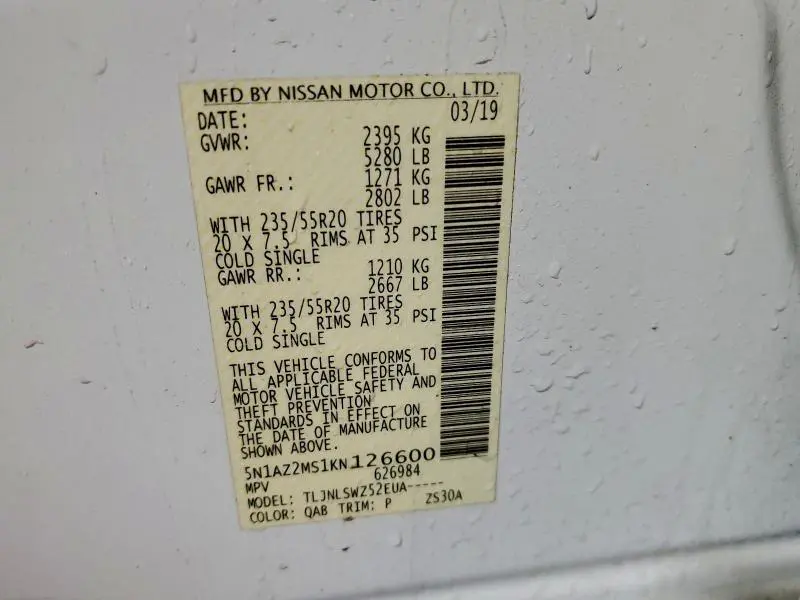 MFD BY NISSAN MOTOR CO., LTD.
DATE: 03/19
GVWR: 2395 KG
5280 LB
GAWR FR.: 1271 KG
2802 LB
WITH 235/55R20 TIRES
20 X 7.5 RIMS AT 35 PSI
COLD SINGLE
GAWR RR.: 1210 KG
2667 LB
WITH 235/55R20 TIRES
20 X 7.5 RIMS AT 35 PSI
COLD SINGLE
THIS VEHICLE CONFORMS TO
ALL APPLICABLE FEDERAL
MOTOR VEHICLE SAFETY AND
THEFT PREVENTION
STANDARDS IN EFFECT ON
THE DATE OF MANUFACTURE
SHOWN ABOVE.
5N1AZ2MS1KN126600
MPV 626984
MODEL: TLJNLSWZ52EUA-----
COLOR: QAB TRIM: P ZS30A